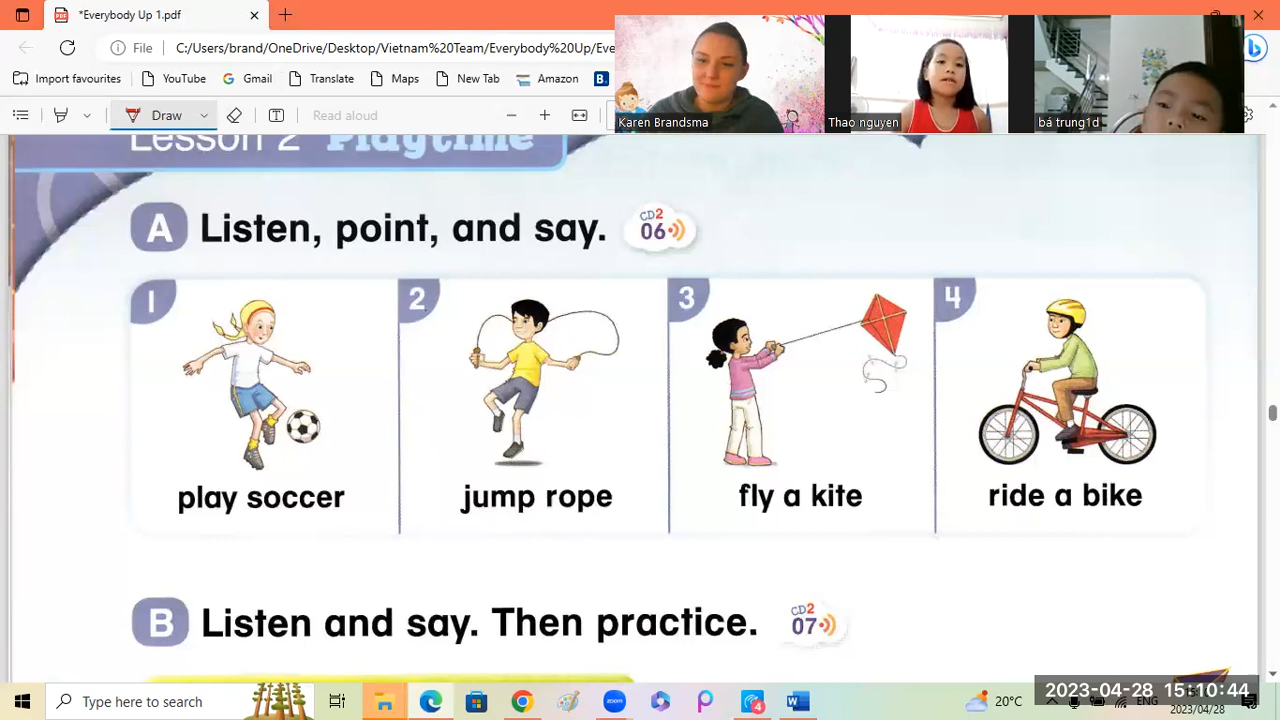 *Everybody Up 1.pdf
File
C:/Users/brand/OneDrive/Desktop/Vietnam%20Team/Everybody%20Up/Eve
Import favourites
YouTube
Gmail
Translate
Maps
New Tab
Amazon
B.
Draw
Read aloud
Karen Brandsma
Thao nguyen
bá trung1d
Lesson 2 Playtime
A Listen, point, and say. CD2 06
1
2
3
4
play soccer
jump rope
fly a kite
ride a bike
B Listen and say. Then practice. CD2 07
Type here to search
zoom
4
20°C
ENG
2023-04-28 15:10:44
2023/04/28